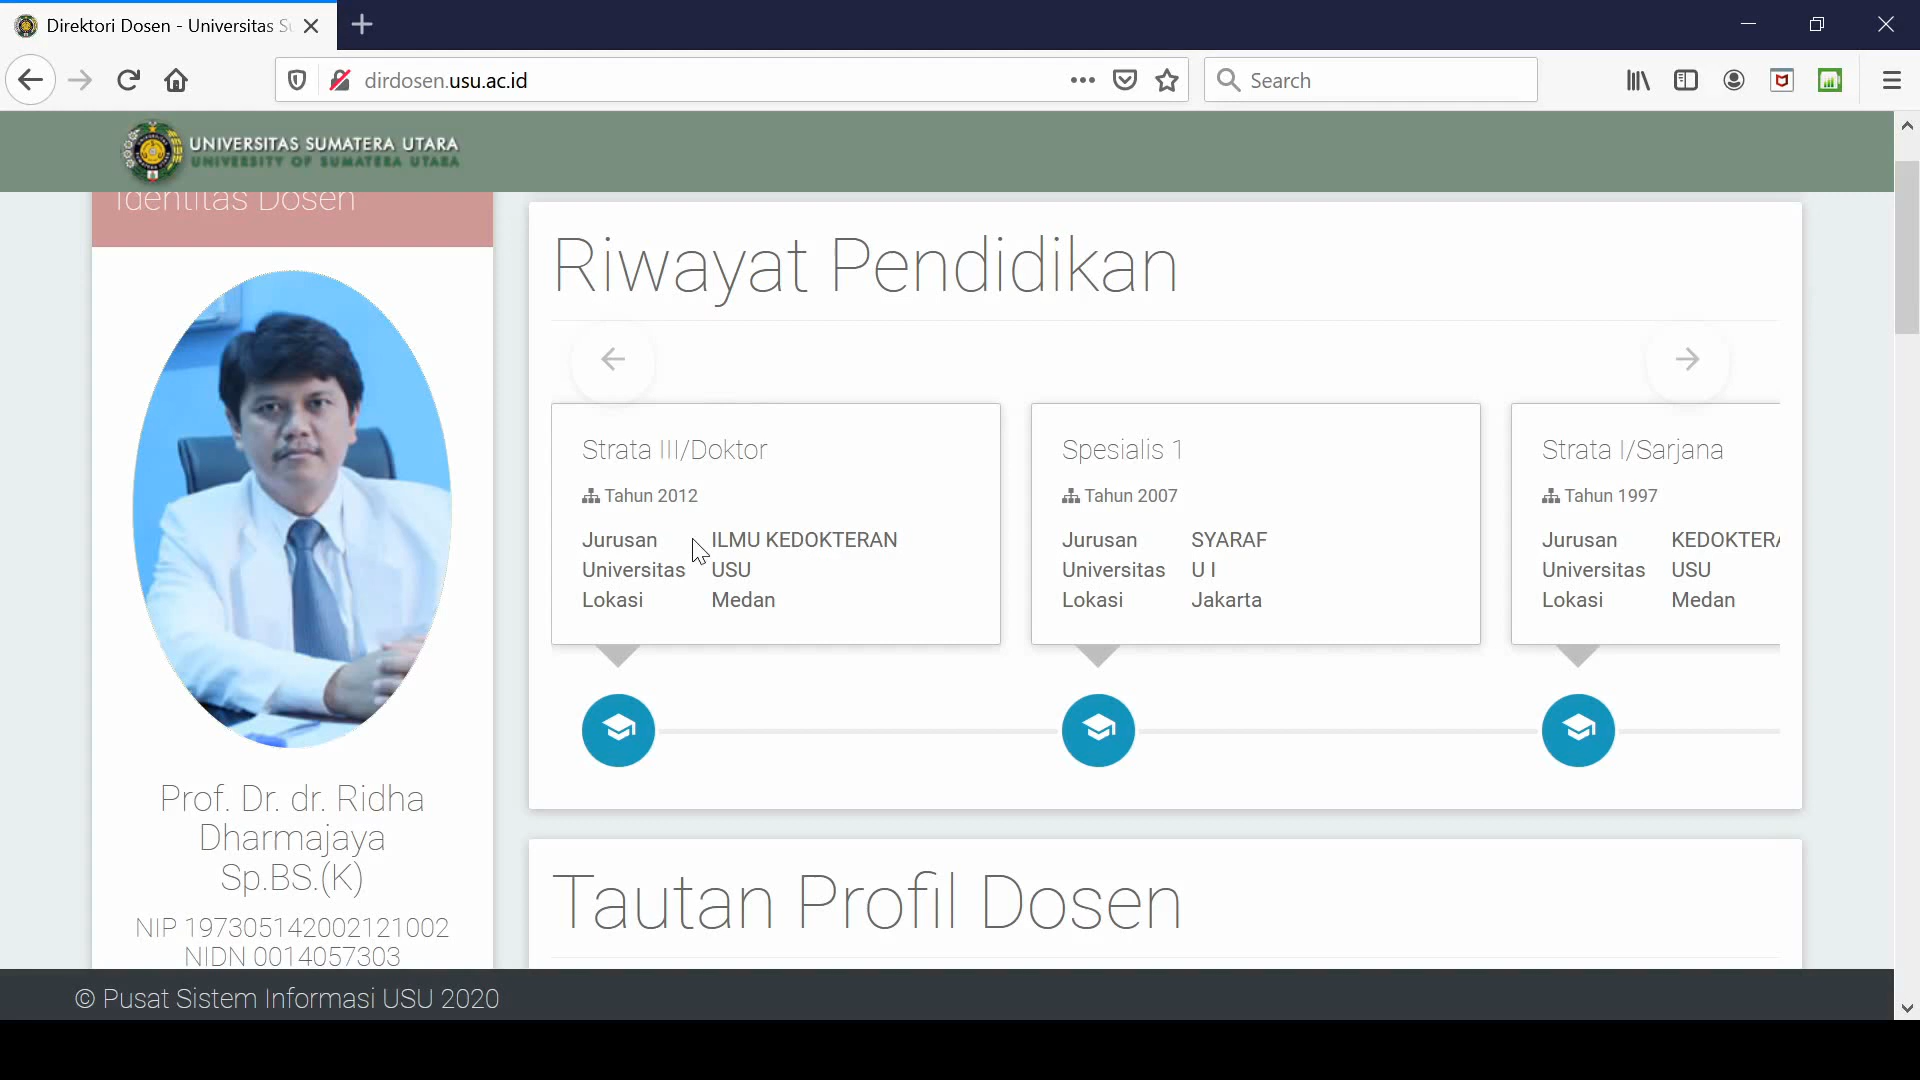 Direktori Dosen - Universitas
dirdosen.usu.ac.id
Search
UNIVERSITAS SUMATERA UTARA
UNIVERSITY OF SUMATERA UTARA
Identitas Dosen
Prof. Dr. dr. Ridha
Dharmajaya
Sp.BS.(K)
NIP 197305142002121002
NIDN 0014057303
Riwayat Pendidikan
Strata III/Doktor
Tahun 2012
Jurusan ILMU KEDOKTERAN
Universitas USU
Lokasi Medan
Spesialis 1
Tahun 2007
Jurusan SYARAF
Universitas U I
Lokasi Jakarta
Strata I/Sarjana
Tahun 1997
Jurusan KEDOKTERA
Universitas USU
Lokasi Medan
Tautan Profil Dosen
© Pusat Sistem Informasi USU 2020